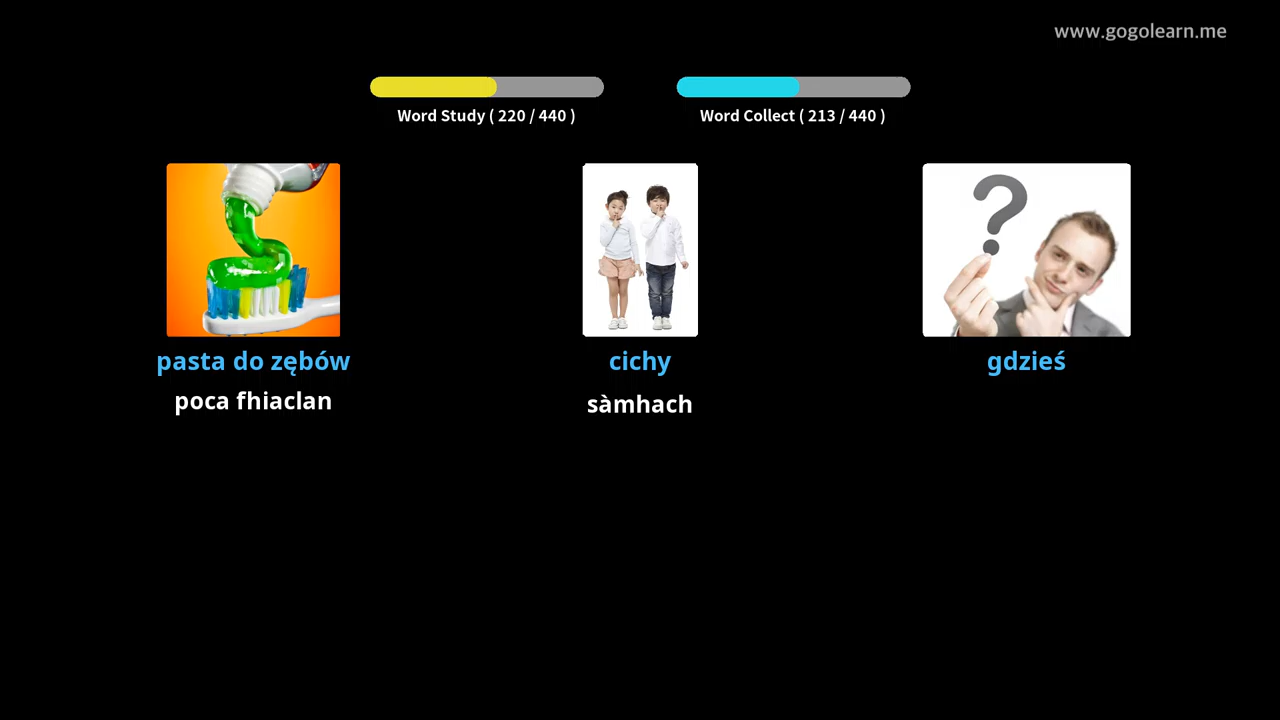 www.gogolearn.me
Word Study ( 220 / 440 )
Word Collect ( 213 / 440 )
pasta do zębów
cichy
gdzieś
poca fhiaclan
sàmhach